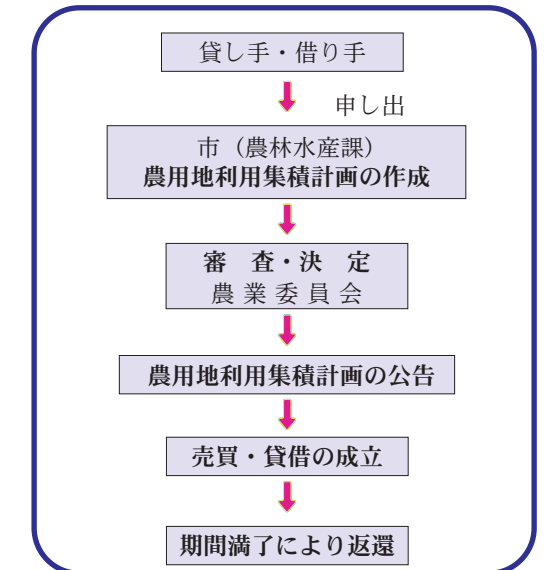 貸し手・借り手
申し出
市（農林水産課）
農用地利用集積計画の作成
審　査・決　定
農 業 委 員 会
農用地利用集積計画の公告
売買・貸借の成立
期間満了により返還